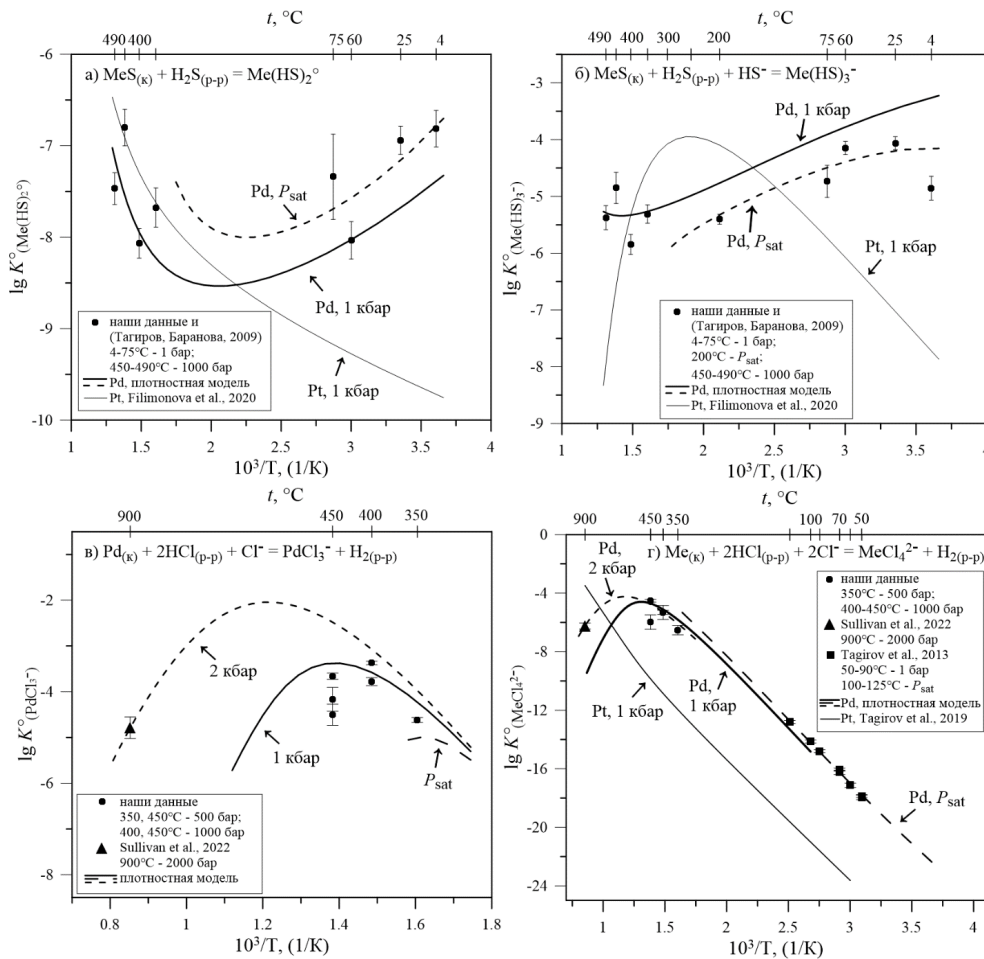 t, °C
490 400 75 60 25 4
-6
а) MeS(к) + H₂S(р-р) = Me(HS)₂°
-7
-8
-9
-10
lg K°(Me(HS)₂°)
Pd, Psat
Pd, 1 кбар
Pt, 1 кбар
наши данные и
(Тагиров, Баранова, 2009)
4-75°C - 1 бар;
450-490°C - 1000 бар
Pd, плотностная модель
Pt, Filimonova et al., 2020
1 1.5 2 2.5 3 3.5 4
10³/T, (1/K)
t, °C
490 400 300 200 75 60 25 4
-3
б) MeS(к) + H₂S(р-р) + HS⁻ = Me(HS)₃⁻
-4
-5
-6
-7
-8
-9
lg K°(Me(HS)₃⁻)
Pd, 1 кбар
Pd, Psat
Pt, 1 кбар
наши данные и
(Тагиров, Баранова, 2009)
4-75°C - 1 бар;
200°C - Psat;
450-490°C - 1000 бар
Pd, плотностная модель
Pt, Filimonova et al., 2020
1 1.5 2 2.5 3 3.5 4
10³/T, (1/K)
t, °C
900 450 400 350
в) Pd(к) + 2HCl(р-р) + Cl⁻ = PdCl₃⁻ + H₂(р-р)
-2
-4
-6
-8
lg K°(PdCl₃⁻)
2 кбар
1 кбар
Psat
наши данные
350, 450°C - 500 бар;
400, 450°C - 1000 бар
Sullivan et al., 2022
900°C - 2000 бар
плотностная модель
0.8 1 1.2 1.4 1.6 1.8
10³/T, (1/K)
t, °C
900 450 350 100 70 50
0
г) Me(к) + 2HCl(р-р) + 2Cl⁻ = MeCl₄²⁻ + H₂(р-р)
-4
-8
-12
-16
-20
-24
lg K°(MeCl₄²⁻)
Pd,
2 кбар
Pt, 1 кбар
Pd,
1 кбар
Pd, Psat
наши данные
350°C - 500 бар;
400-450°C - 1000 бар
Sullivan et al., 2022
900°C - 2000 бар
Tagirov et al., 2013
50-90°C - 1 бар
100-125°C - Psat
Pd, плотностная модель
Pt, Tagirov et al., 2019
1 1.5 2 2.5 3 3.5 4
10³/T, (1/K)